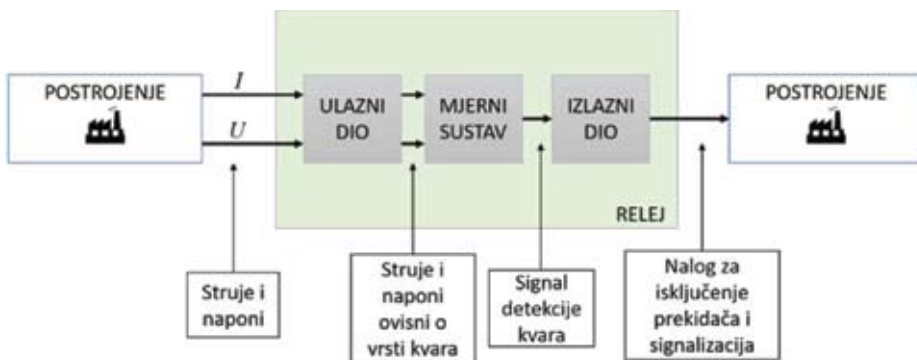 POSTROJENJE
I
U
ULAZNI
DIO
MJERNI
SUSTAV
IZLAZNI
DIO
POSTROJENJE
RELEJ
Struje i
naponi
Struje i
naponi
ovisni o
vrsti kvara
Signal
detekcije
kvara
Nalog za
isključenje
prekidača i
signalizacija